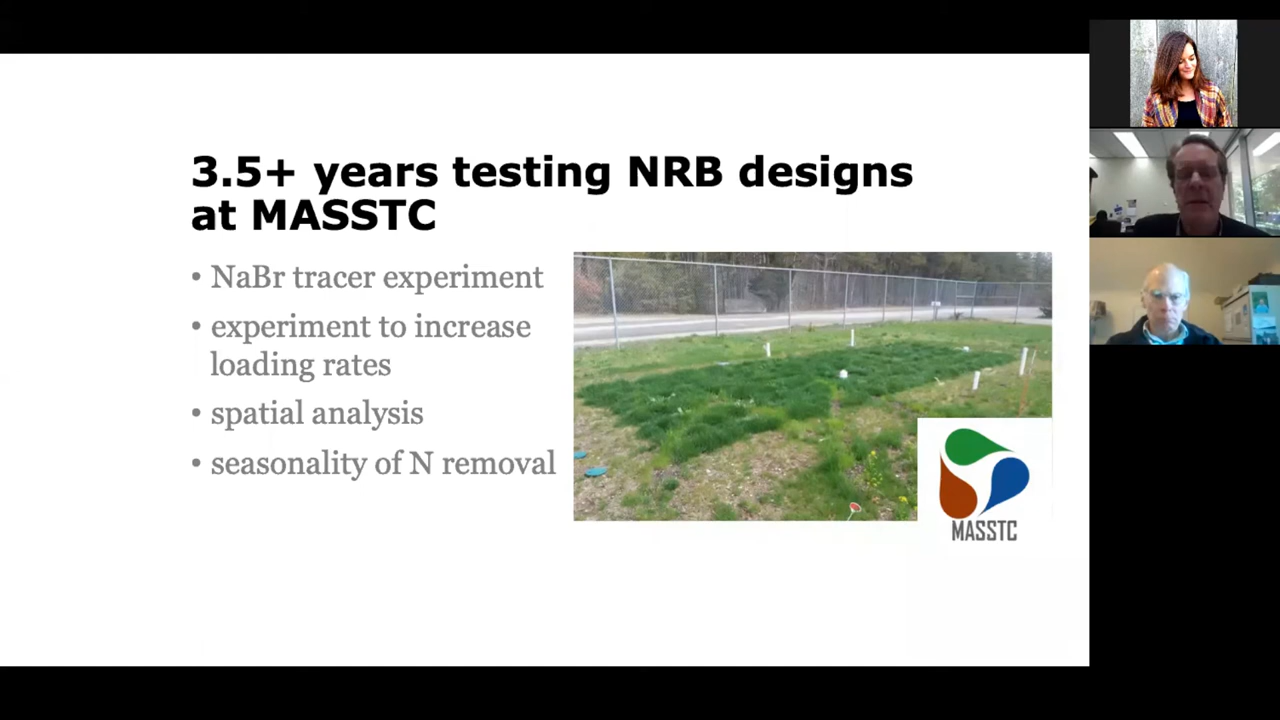 3.5+ years testing NRB designs
at MASSTC
• NaBr tracer experiment
• experiment to increase
loading rates
• spatial analysis
• seasonality of N removal
MASSTC